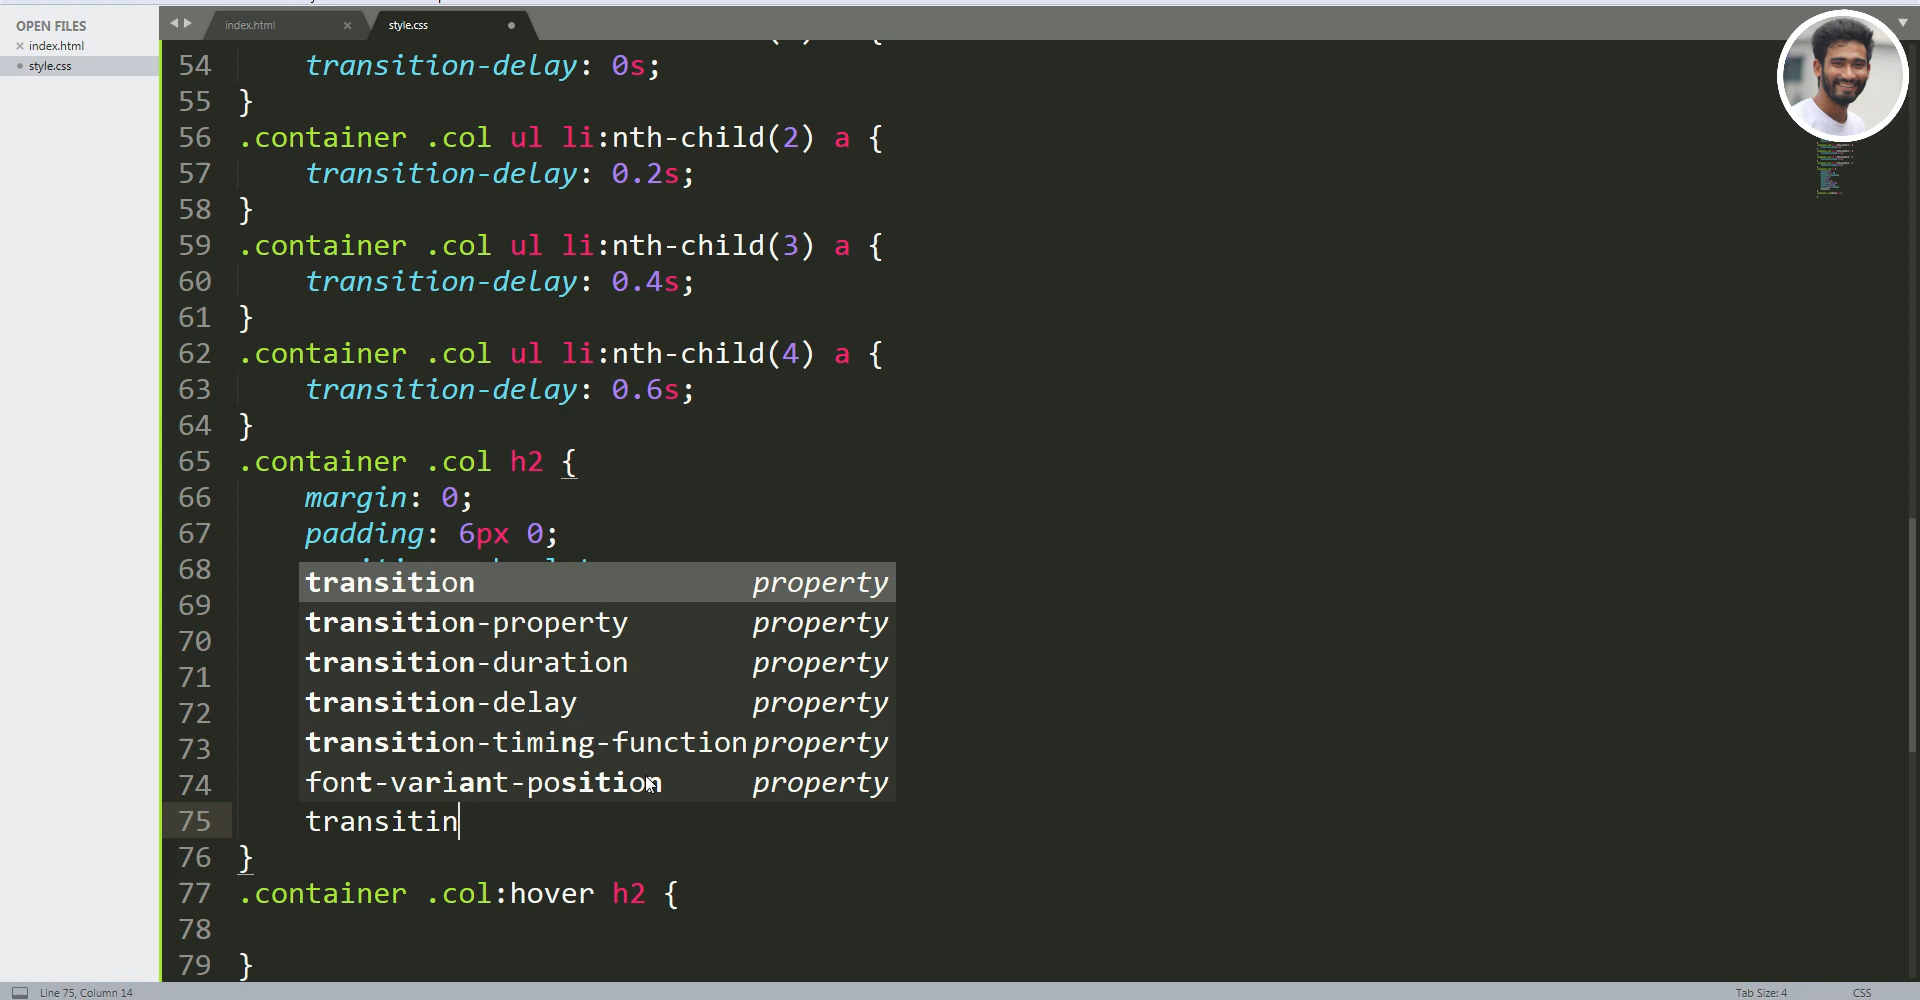 OPEN FILES
index.html
style.css
index.html
style.css
54 transition-delay: 0s;
55 }
56 .container .col ul li:nth-child(2) a {
57 transition-delay: 0.2s;
58 }
59 .container .col ul li:nth-child(3) a {
60 transition-delay: 0.4s;
61 }
62 .container .col ul li:nth-child(4) a {
63 transition-delay: 0.6s;
64 }
65 .container .col h2 {
66 margin: 0;
67 padding: 6px 0;
68
69 transition property
70 transition-property property
71 transition-duration property
72 transition-delay property
73 transition-timing-function property
74 font-variant-position property
75 transitin
76 }
77 .container .col:hover h2 {
78
79 }
Line 75, Column 14
Tab Size: 4
CSS